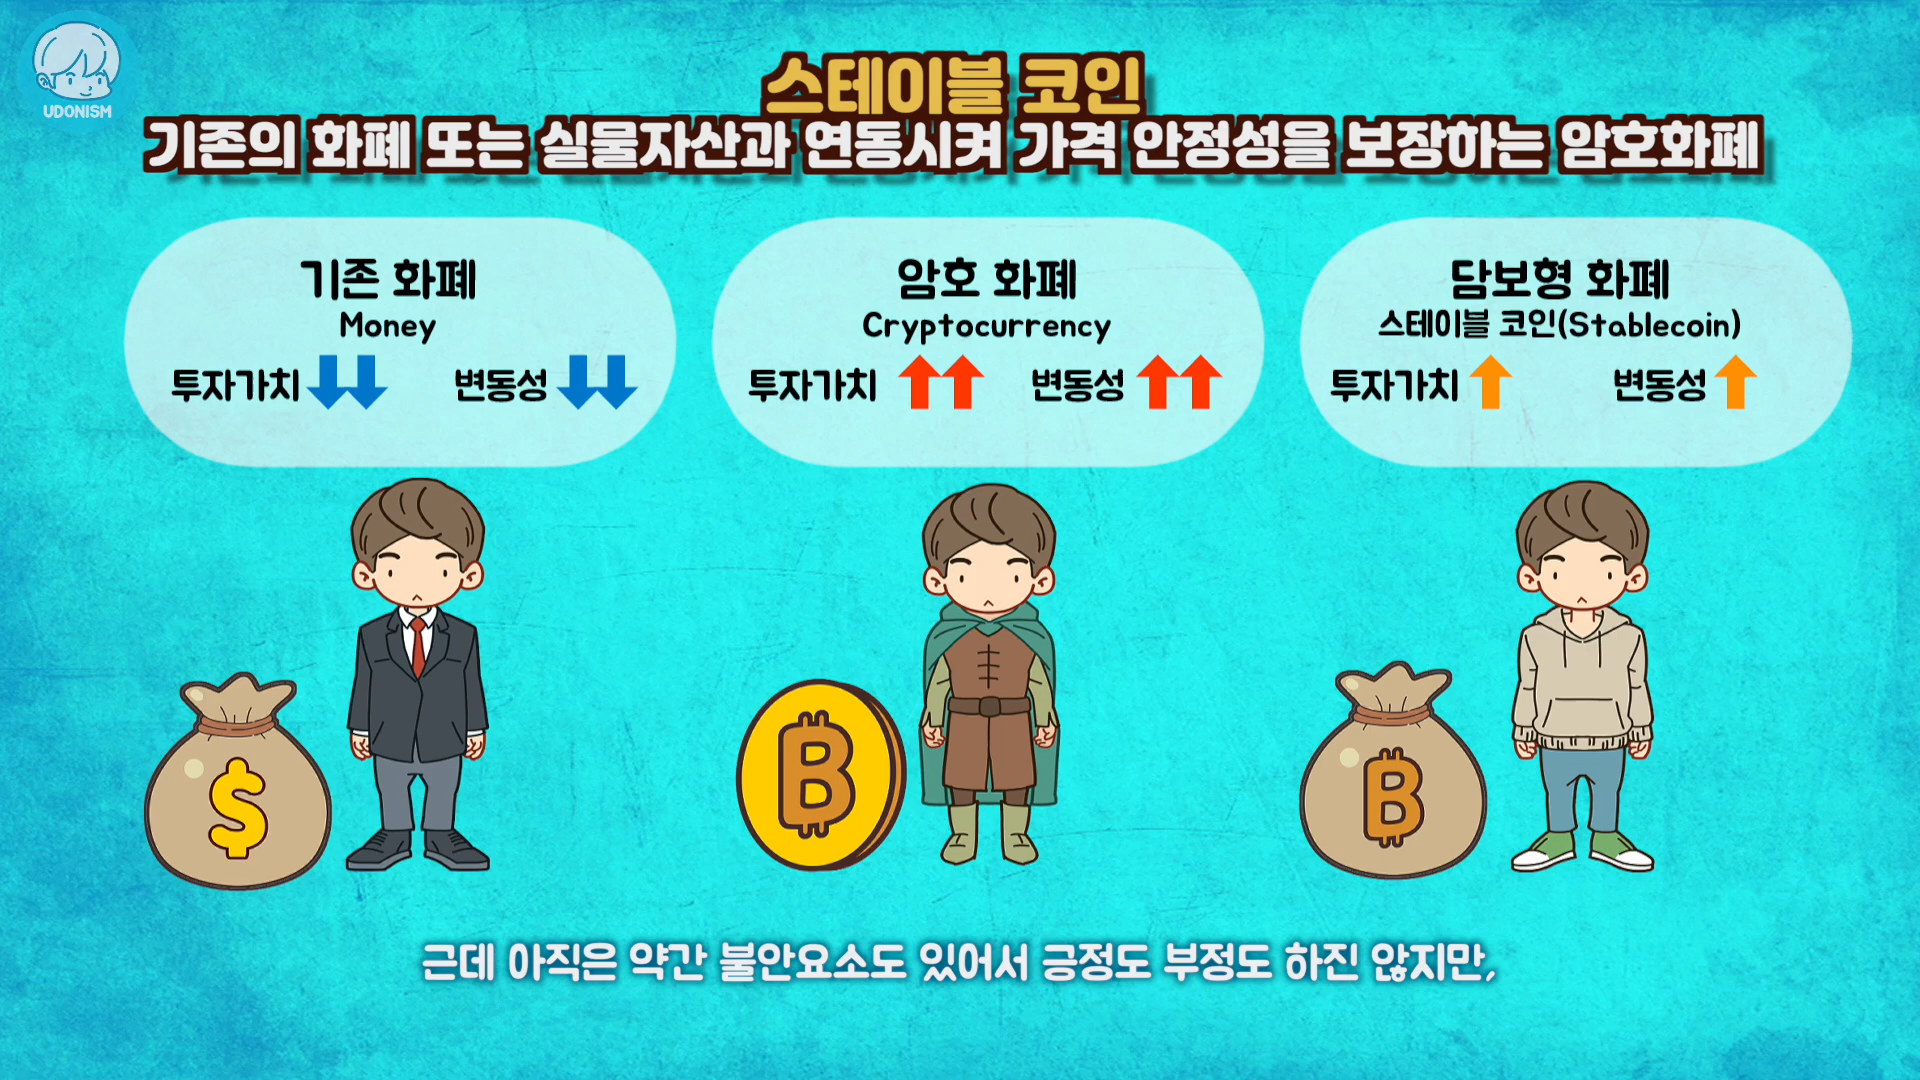 UDONISM
스테이블 코인
기존의 화폐 또는 실물자산과 연동시켜 가격 안정성을 보장하는 암호화폐
기존 화폐
Money
투자가치 변동성
암호 화폐
Cryptocurrency
투자가치 변동성
담보형 화폐
스테이블 코인(Stablecoin)
투자가치 변동성
$
B
B
근데 아직은 약간 불안요소도 있어서 긍정도 부정도 하진 않지만,